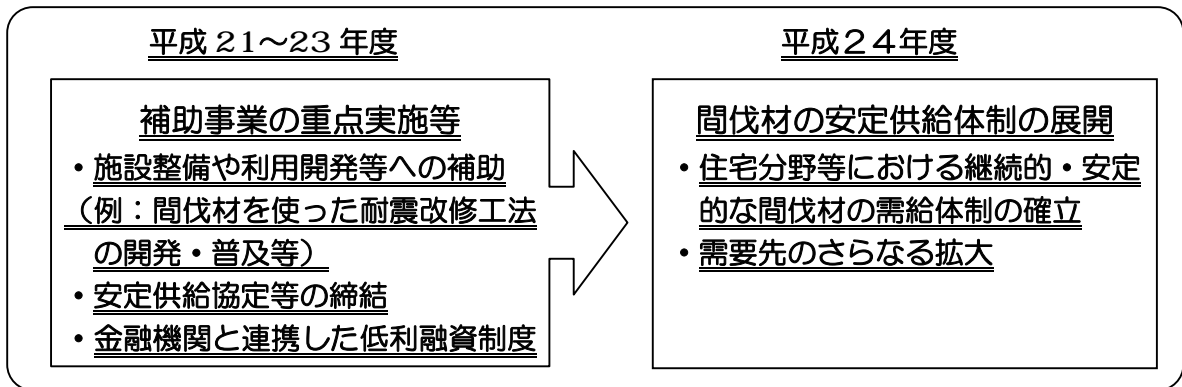 平成 21～23 年度
補助事業の重点実施等
・施設整備や利用開発等への補助
（例：間伐材を使った耐震改修工法
の開発・普及等）
・安定供給協定等の締結
・金融機関と連携した低利融資制度
平成２４年度
間伐材の安定供給体制の展開
・住宅分野等における継続的・安定
的な間伐材の需給体制の確立
・需要先のさらなる拡大